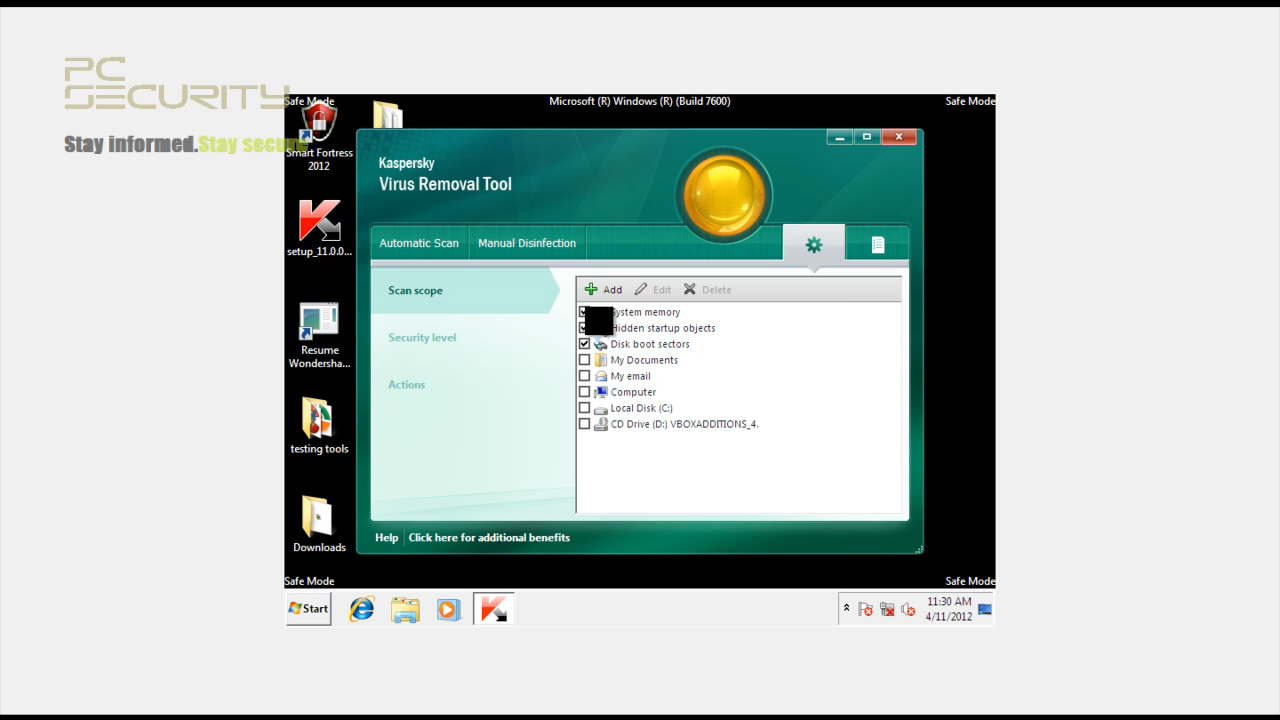 PC
SECURITY
Stay informed.Stay secure
Safe Mode
Microsoft (R) Windows (R) (Build 7600)
Safe Mode
Smart Fortress
2012
setup_11.0.0...
Resume
Wondersha...
testing tools
Downloads
Kaspersky
Virus Removal Tool
Automatic Scan
Manual Disinfection
Scan scope
Security level
Actions
Add
Edit
Delete
System memory
Hidden startup objects
Disk boot sectors
My Documents
My email
Computer
Local Disk (C:)
CD Drive (D:) VBOXADDITIONS_4.
Help
Click here for additional benefits
Safe Mode
Safe Mode
Start
11:30 AM
4/11/2012